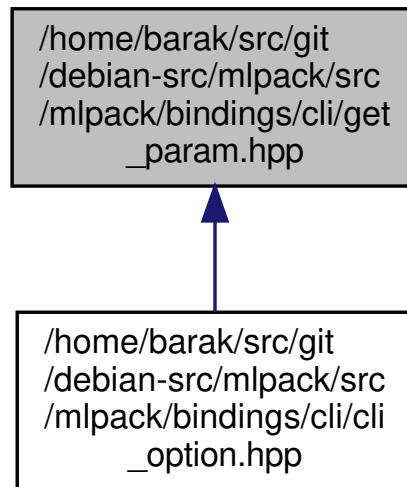 /home/barak/src/git
/debian-src/mlpack/src
/mlpack/bindings/cli/get
_param.hpp
/home/barak/src/git
/debian-src/mlpack/src
/mlpack/bindings/cli/cli
_option.hpp